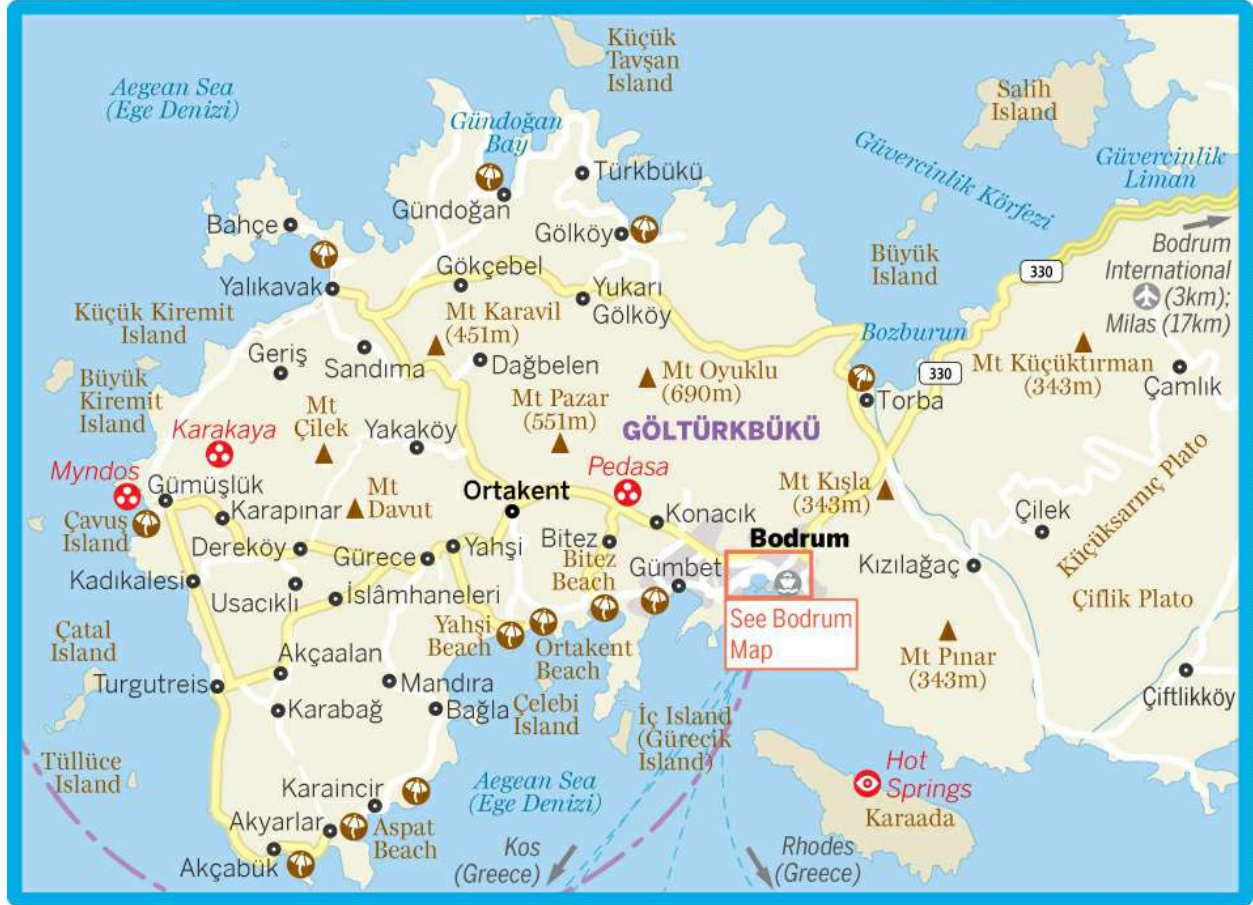 Küçük
Tavşan
Island
Aegean Sea
(Ege Denizi)
Salih
Island
Gündoğan
Bay
Güvercinlik Körfezi
Güvercinlik
Liman
Türkbükü
Gündoğan
Bahçe
Gölköy
Büyük
Island
Bodrum
International
(3km);
Milas (17km)
330
Gökçebel
Yalıkavak
Yukarı
Gölköy
Küçük Kiremit
Island
Mt Karavil
(451m)
Bozburun
Geriş
Sandıma
Dağbelen
Mt Oyuklu
(690m)
330
Mt Küçüktırman
(343m)
Çamlık
Büyük
Kiremit
Island
Mt
Çilek
Mt Pazar
(551m)
Torba
Karakaya
Yakaköy
GÖLTÜRKBÜKÜ
Myndos
Pedasa
Gümüşlük
Mt
Davut
Ortakent
Mt Kışla
(343m)
Küçüksarnıç Plato
Çavuş
Island
Karapınar
Konacık
Çilek
Dereköy
Gürece
Yahşi
Bitez
Bodrum
Bitez
Beach
Gümbet
Kızılağaç
Kadıkalesi
Usacıklı
İslâmhaneleri
Çiflik Plato
See Bodrum
Map
Yahşi
Beach
Ortakent
Beach
Çatal
Island
Akçaalan
Mt Pınar
(343m)
Turgutreis
Mandıra
Çiftlikköy
Karabağ
Bağla
Çelebi
Island
İç Island
(Gürecik
Island)
Tüllüce
Island
Hot
Springs
Karaincir
Aegean Sea
(Ege Denizi)
Karaada
Akyarlar
Aspat
Beach
Akçabük
Kos
(Greece)
Rhodes
(Greece)